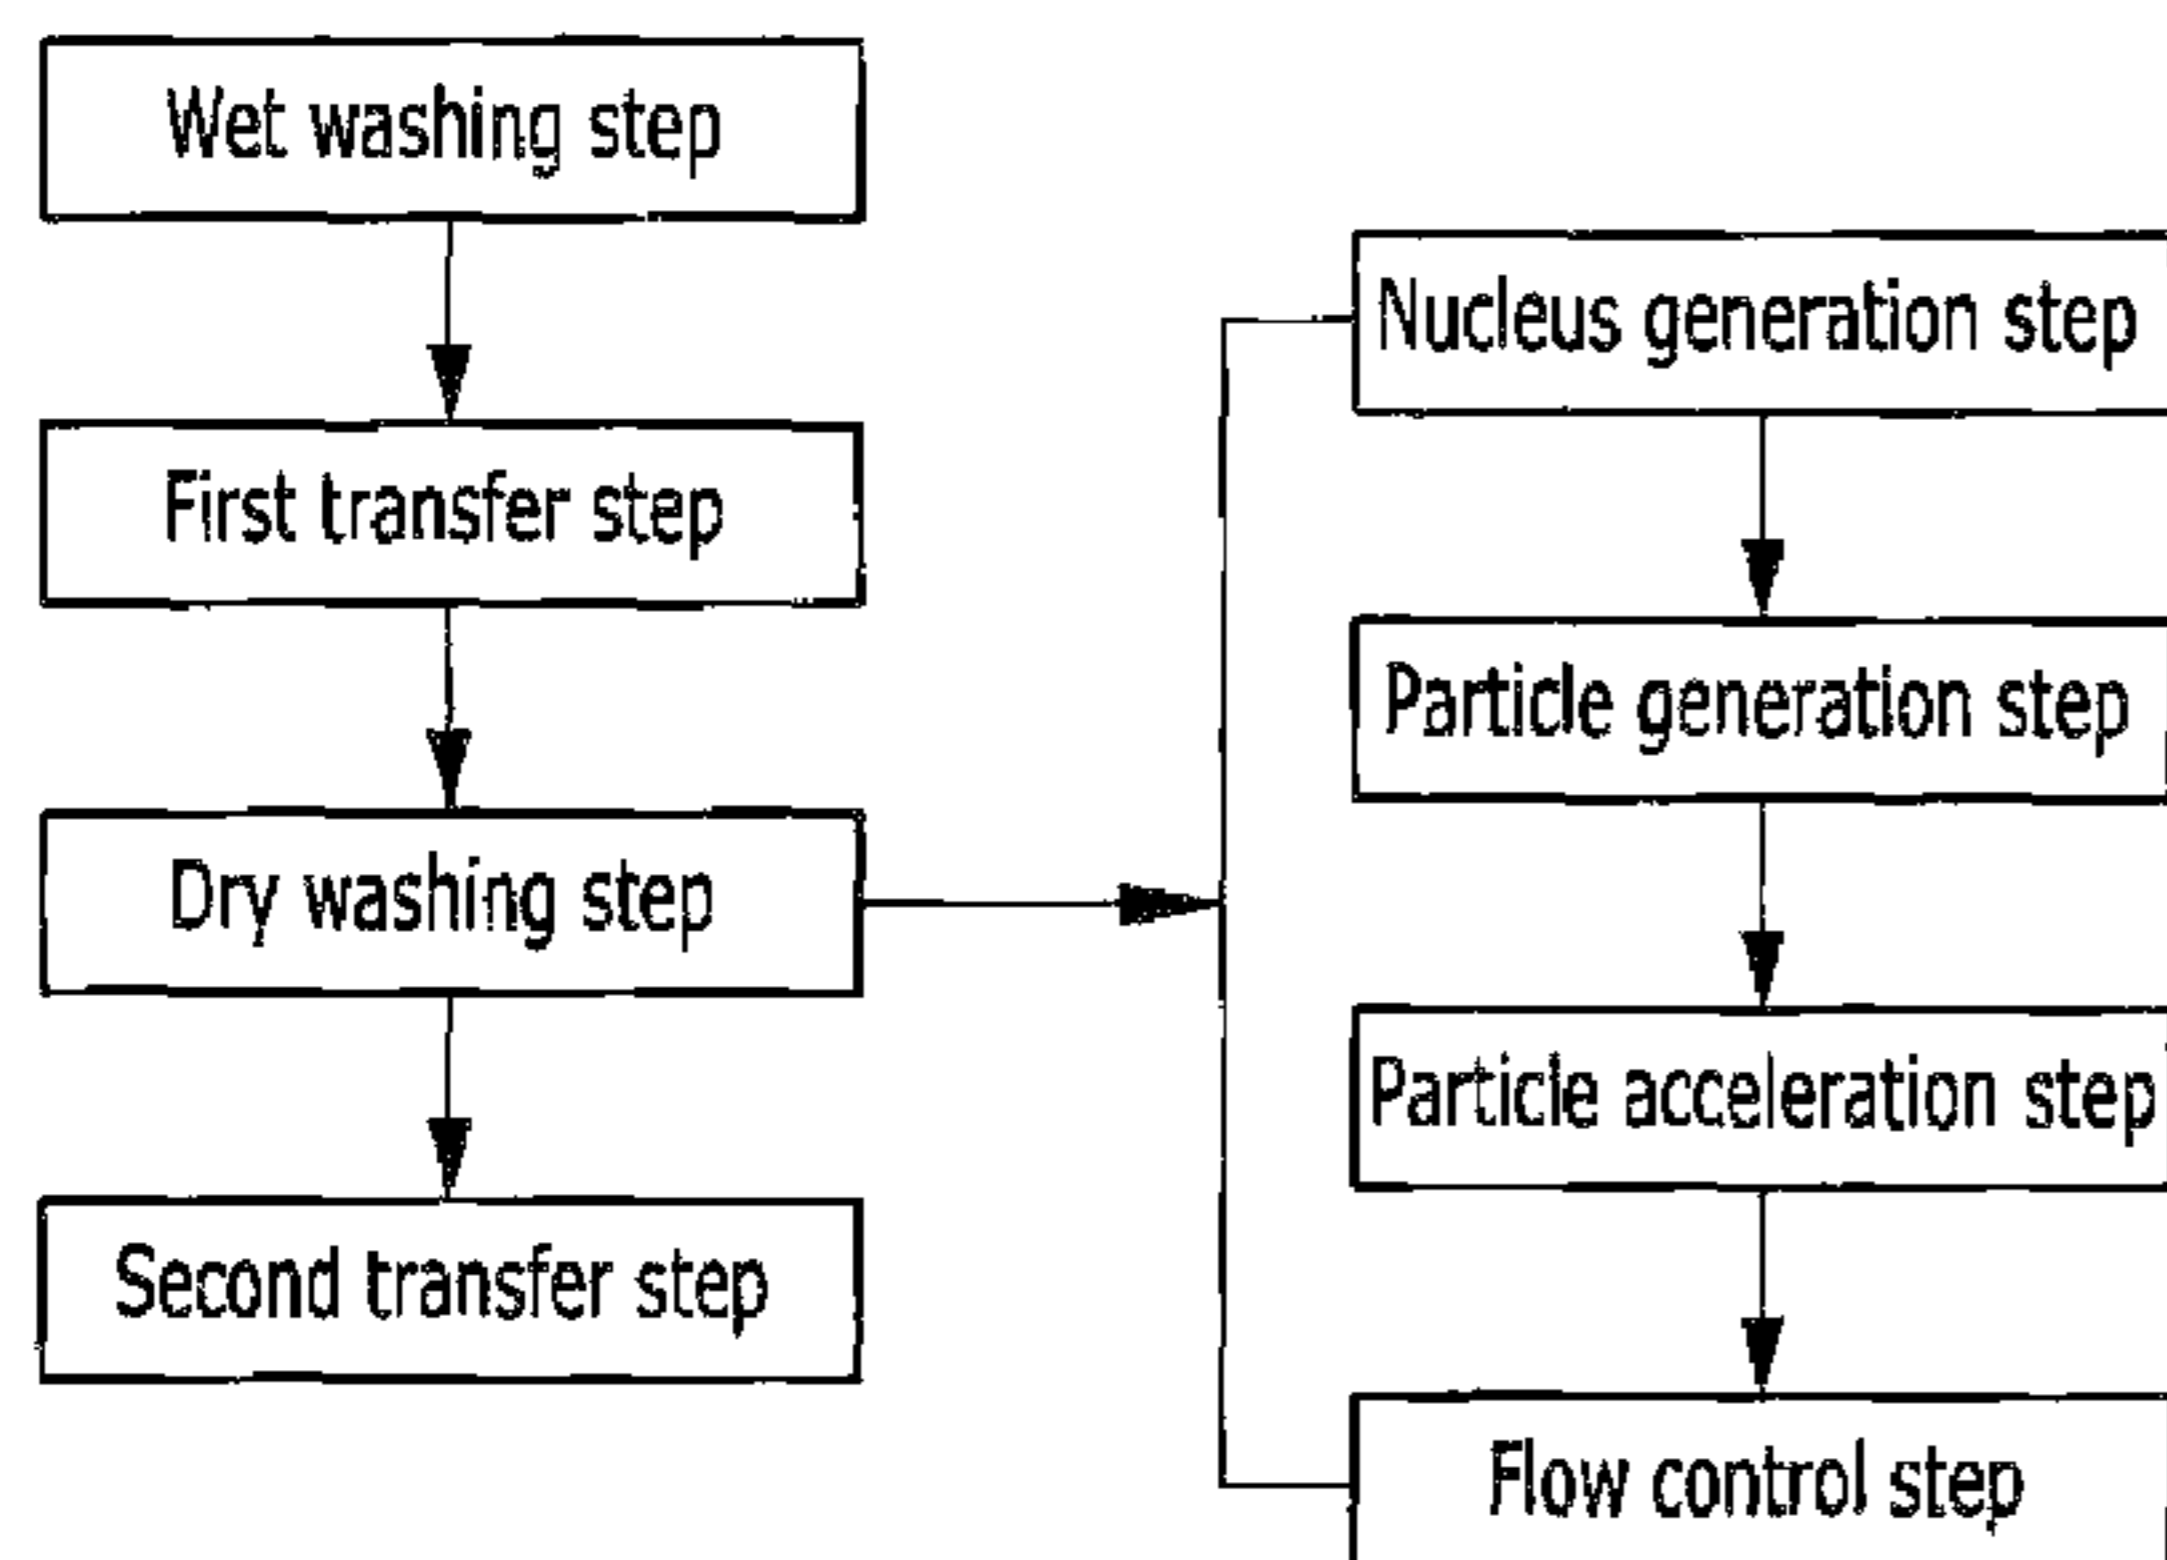 Wet washing step
First transfer step
Dry washing step
Second transfer step
Nucleus generation step
Particle generation step
Particle acceleration step
Flow control step